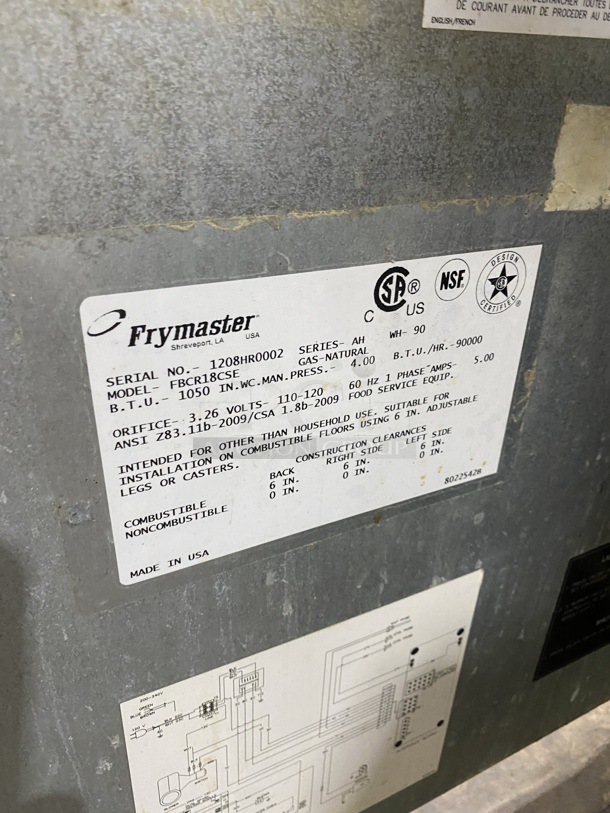 DE COURANT AVANT DE PROCEDER AU DE
ENGLISH/FRENCH
Frymaster
Shreveport, LA USA
CSA ® C US
NSF
DESIGN CERTIFIED ®
SERIAL NO.- 1208HR0002 SERIES- AH WH- 90
MODEL- FBCR18CSE GAS-NATURAL B.T.U./HR.-90000
B.T.U.- 1050 IN.WC.MAN.PRESS.- 4.00
ORIFICE- 3.26 VOLTS- 110-120 60 HZ 1 PHASE AMPS- 5.00
ANSI Z83.11b-2009/CSA 1.8b-2009 FOOD SERVICE EQUIP.
INTENDED FOR OTHER THAN HOUSEHOLD USE. SUITABLE FOR
INSTALLATION ON COMBUSTIBLE FLOORS USING 6 IN. ADJUSTABLE
LEGS OR CASTERS.
CONSTRUCTION CLEARANCES
BACK RIGHT SIDE LEFT SIDE
COMBUSTIBLE 6 IN. 6 IN. 6 IN.
NONCOMBUSTIBLE 0 IN. 0 IN. 0 IN.
8022542B
MADE IN USA
GREEN
BROWN